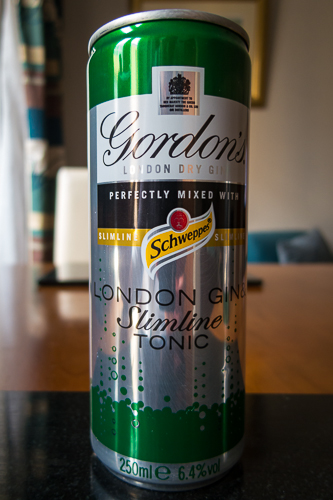 Gordon's
LONDON DRY GIN
PERFECTLY MIXED WITH
SLIMLINE Schweppes
LONDON GIN &
Slimline
TONIC
250ml e 6.4%vol